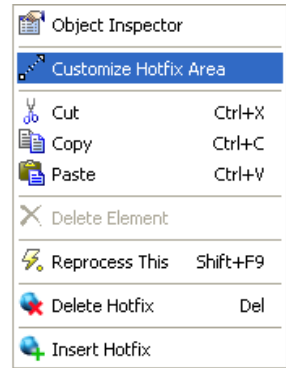 Object Inspector
Customize Hotfix Area
Cut Ctrl+X
Copy Ctrl+C
Paste Ctrl+V
Delete Element
Reprocess This Shift+F9
Delete Hotfix Del
Insert Hotfix